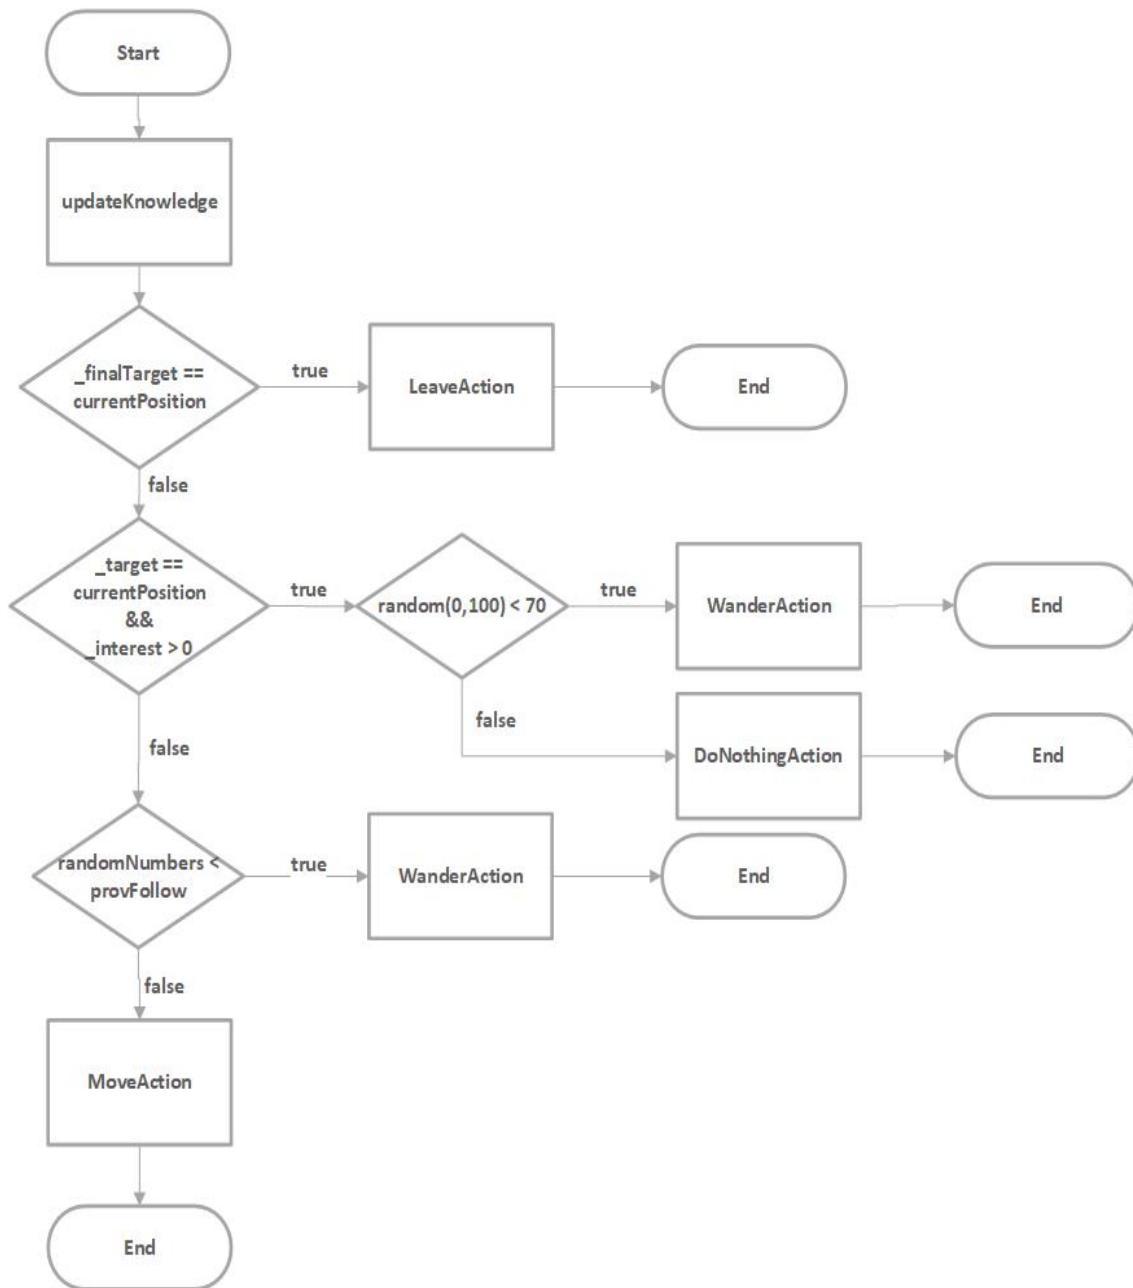 Start
updateKnowledge
_finalTarget ==
currentPosition
true
LeaveAction
End
false
_target ==
currentPosition
&&
_interest > 0
true
random(0,100) < 70
true
WanderAction
End
false
DoNothingAction
End
false
randomNumbers <
provFollow
true
WanderAction
End
false
MoveAction
End